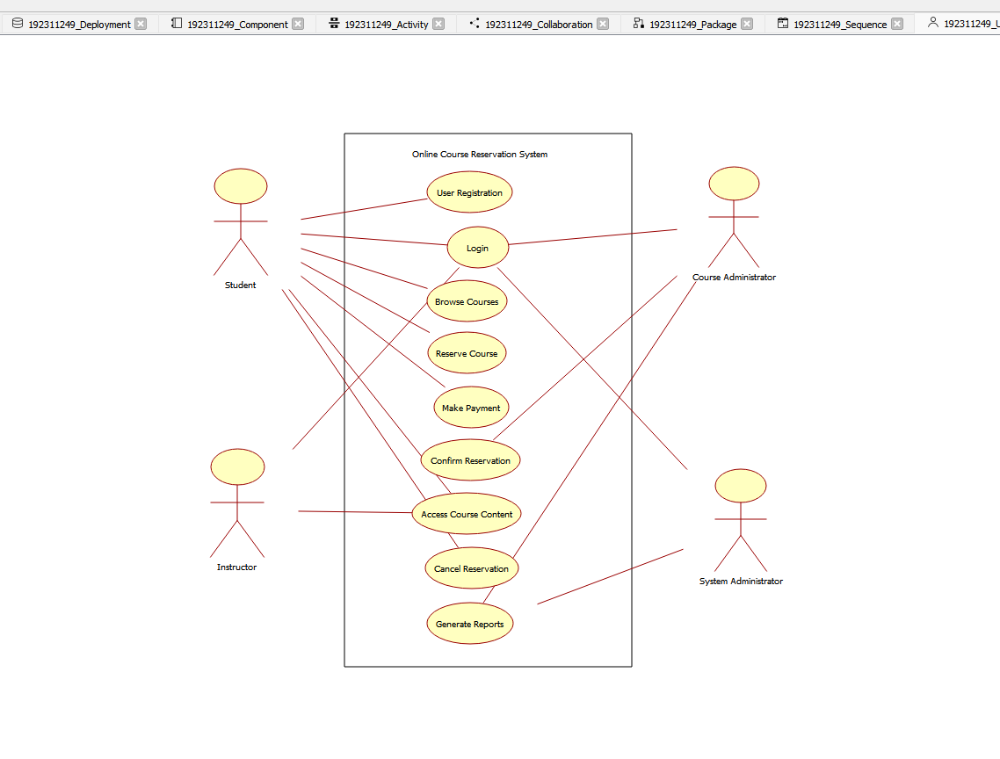 192311249_Deployment
192311249_Component
192311249_Activity
192311249_Collaboration
192311249_Package
192311249_Sequence
192311249_U
Online Course Reservation System
User Registration
Login
Browse Courses
Reserve Course
Make Payment
Confirm Reservation
Access Course Content
Cancel Reservation
Generate Reports
Student
Course Administrator
Instructor
System Administrator